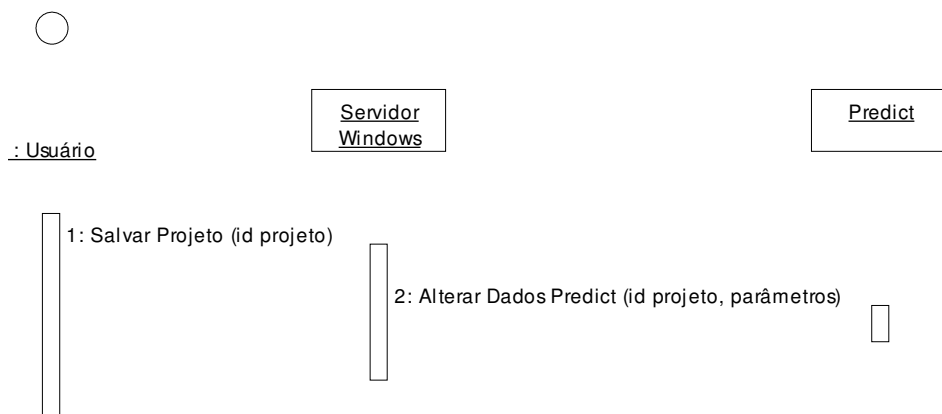 Servidor
Windows
Predict
: Usuário
1: Salvar Projeto (id projeto)
2: Alterar Dados Predict (id projeto, parâmetros)